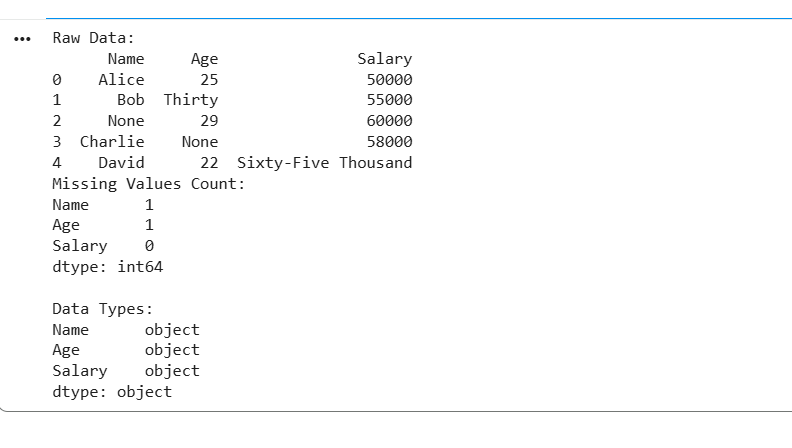 Raw Data:
      Name     Age               Salary
0    Alice      25                50000
1      Bob  Thirty                55000
2     None      29                60000
3  Charlie    None                58000
4    David      22  Sixty-Five Thousand
Missing Values Count:
Name      1
Age       1
Salary    0
dtype: int64

Data Types:
Name      object
Age       object
Salary    object
dtype: object